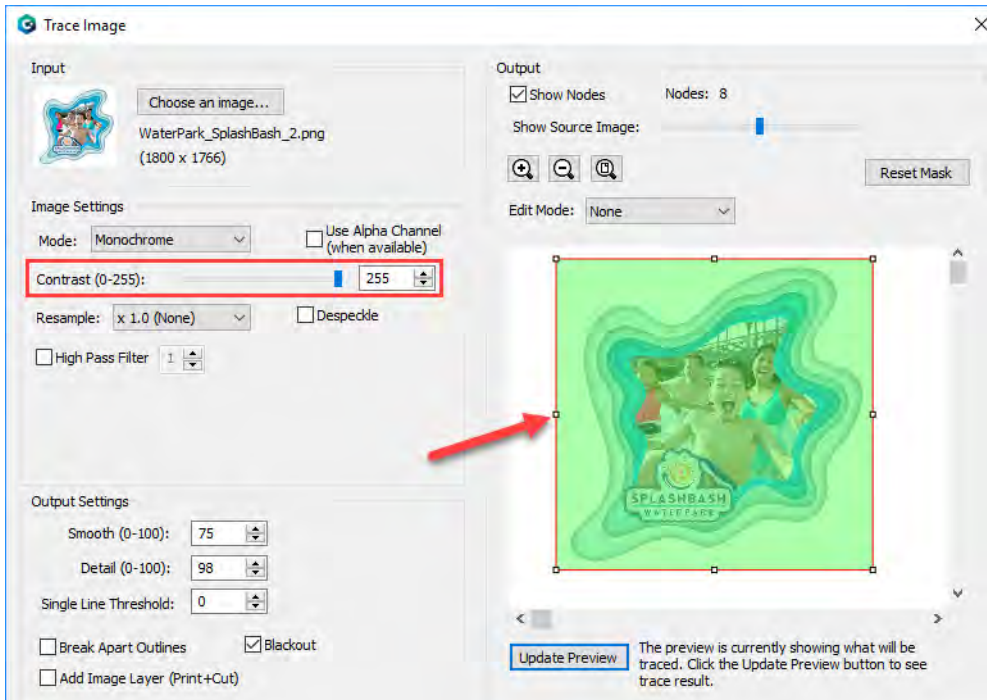 Trace Image
Input
Choose an image...
WaterPark_SplashBash_2.png
(1800 x 1766)
Image Settings
Mode: Monochrome
Use Alpha Channel
(when available)
Contrast (0-255): 255
Resample: x 1.0 (None)
Despeckle
High Pass Filter 1
Output Settings
Smooth (0-100): 75
Detail (0-100): 98
Single Line Threshold: 0
Break Apart Outlines
Blackout
Add Image Layer (Print+Cut)
Output
Show Nodes
Nodes: 8
Show Source Image:
Reset Mask
Edit Mode: None
SPLASHBASH
WATERPARK
Update Preview
The preview is currently showing what will be
traced. Click the Update Preview button to see
trace result.